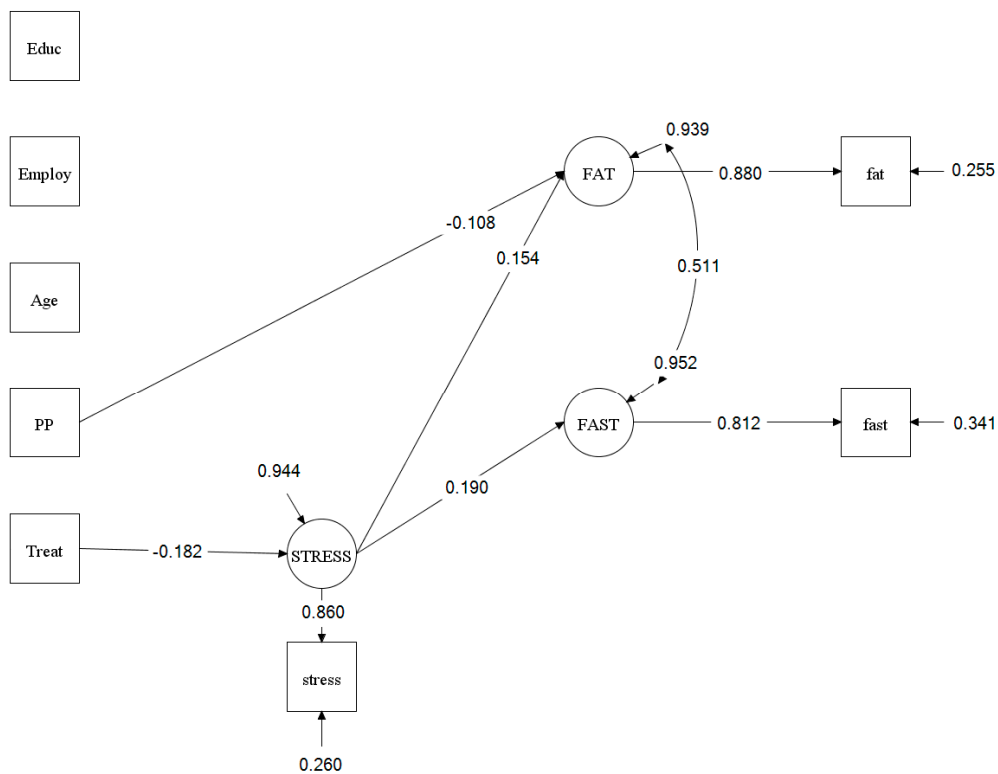 Educ
0.939
Employ
FAT
0.880
fat
0.255
-0.108
0.154
0.511
Age
0.952
PP
FAST
0.812
fast
0.341
0.944
0.190
Treat
-0.182
STRESS
0.860
stress
0.260